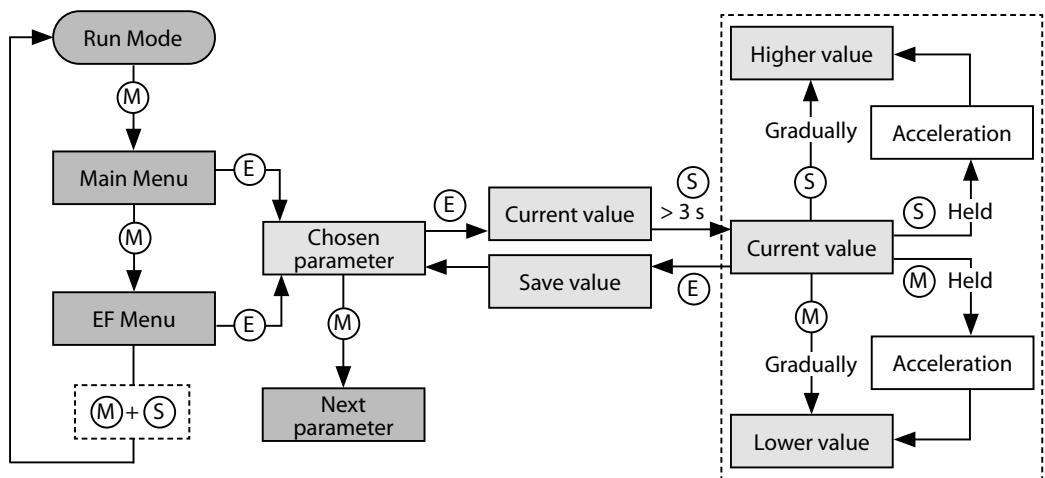 Run Mode
M
Main Menu
E
M
EF Menu
E
M + S
Chosen
parameter
M
Next
parameter
E
Current value
S
> 3 s
Save value
E
Higher value
Gradually
S
Acceleration
S Held
Current value
M Held
M
Gradually
Acceleration
Lower value